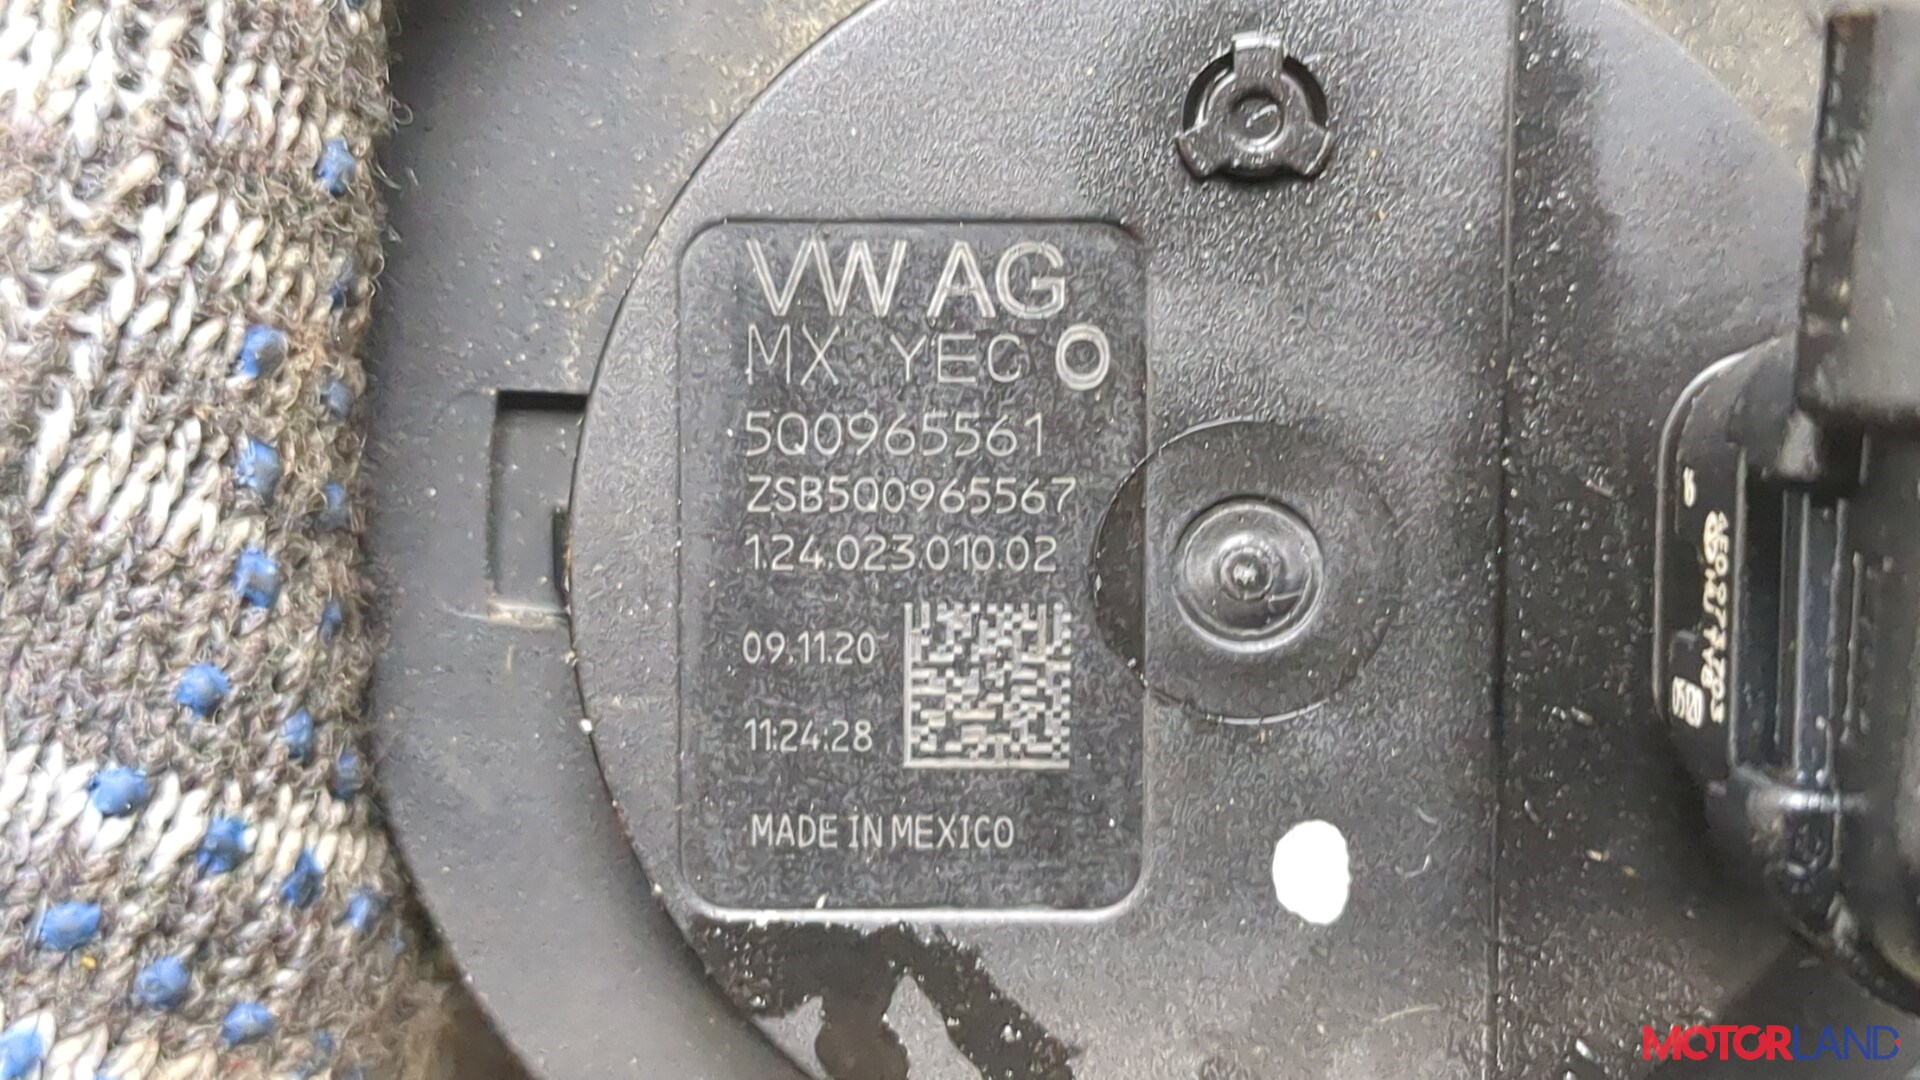 VW AG
MX YEC O
5Q0965561
ZSB5Q0965567
1.24.023.010.02
09.11.20
11:24:28
MADE IN MEXICO
MOTORLAND